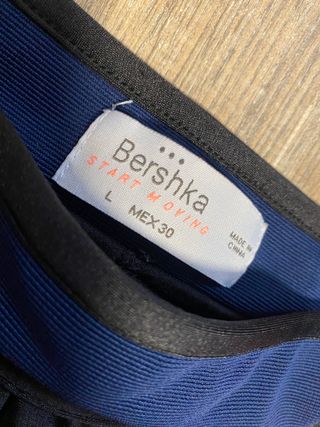 Bershka
START MOVING
L MEX 30
MADE IN
CHINA